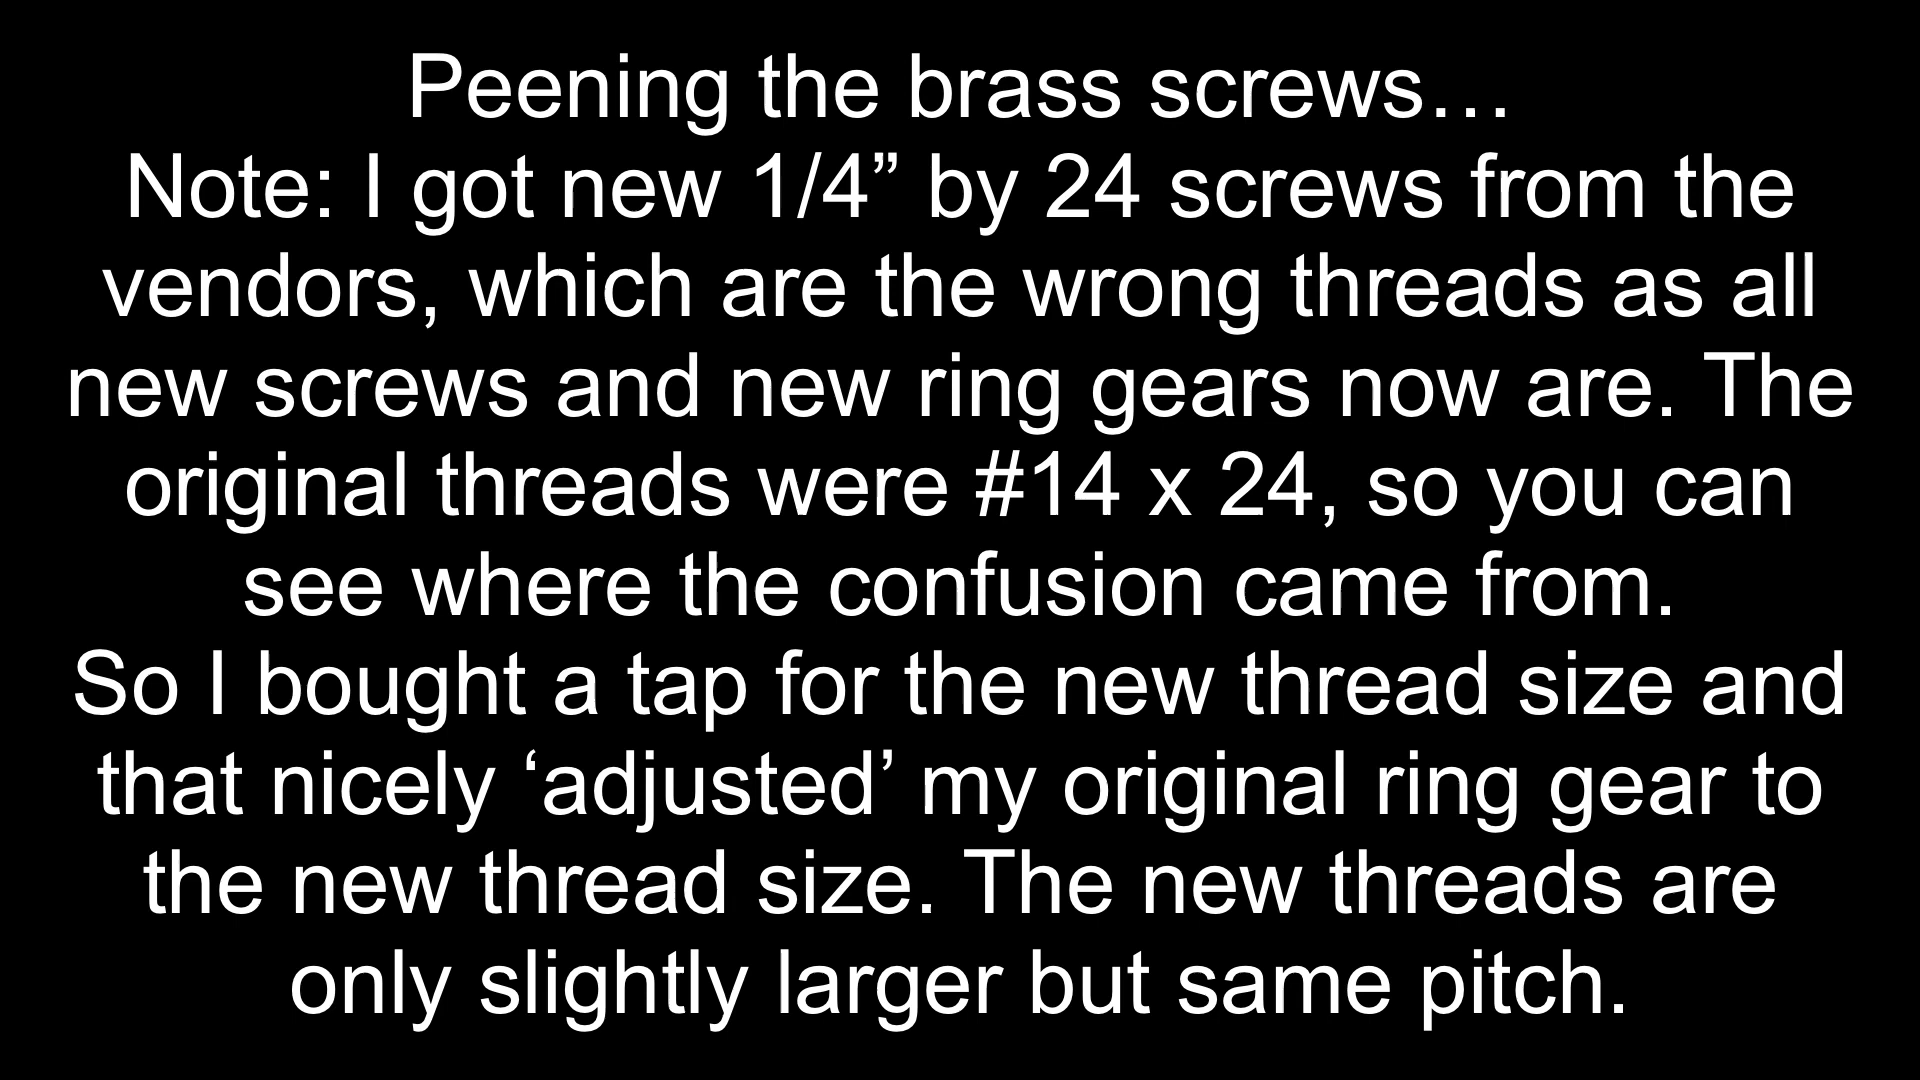 Peening the brass screws…
Note: I got new 1/4” by 24 screws from the
vendors, which are the wrong threads as all
new screws and new ring gears now are. The
original threads were #14 x 24, so you can
see where the confusion came from.
So I bought a tap for the new thread size and
that nicely ‘adjusted’ my original ring gear to
the new thread size. The new threads are
only slightly larger but same pitch.